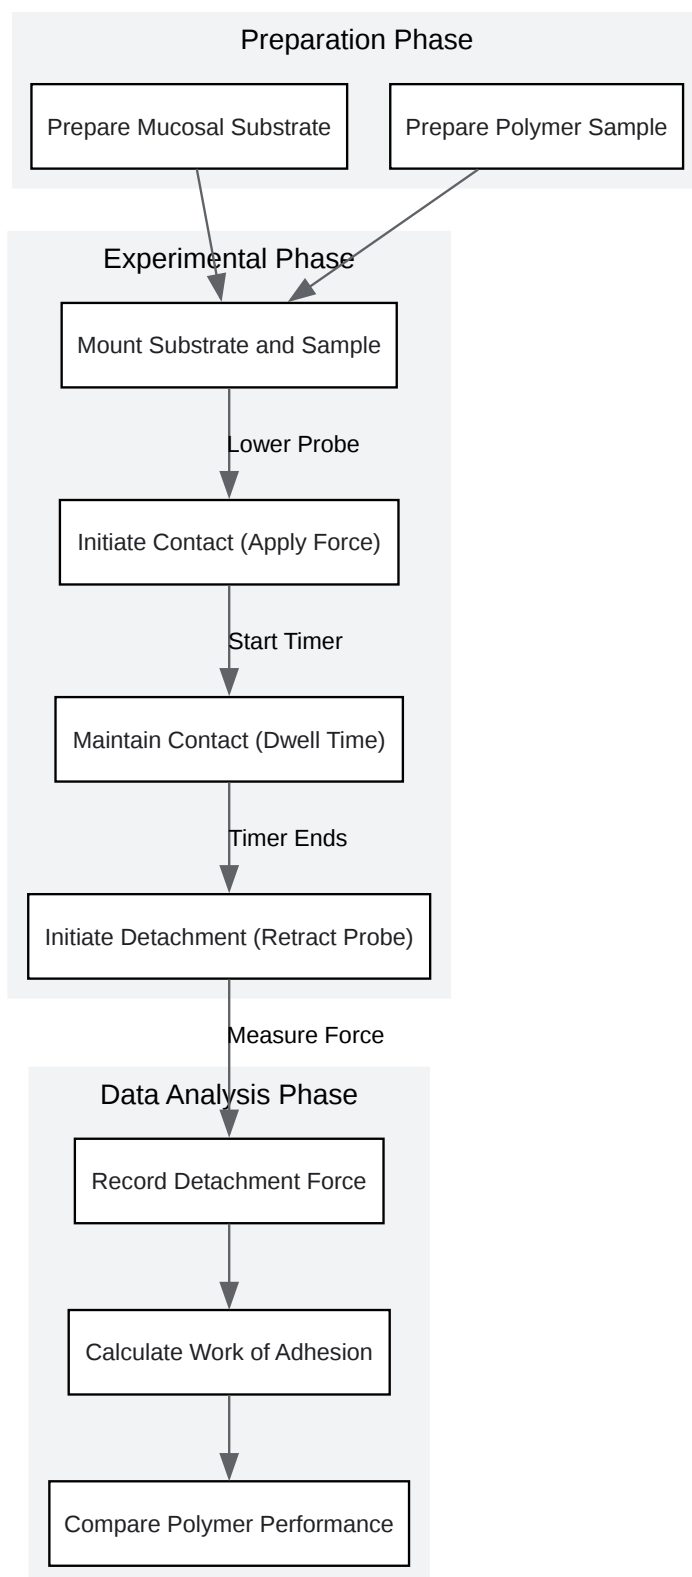 Preparation Phase
Prepare Mucosal Substrate
Prepare Polymer Sample
Experimental Phase
Mount Substrate and Sample
Lower Probe
Initiate Contact (Apply Force)
Start Timer
Maintain Contact (Dwell Time)
Timer Ends
Initiate Detachment (Retract Probe)
Measure Force
Data Analysis Phase
Record Detachment Force
Calculate Work of Adhesion
Compare Polymer Performance